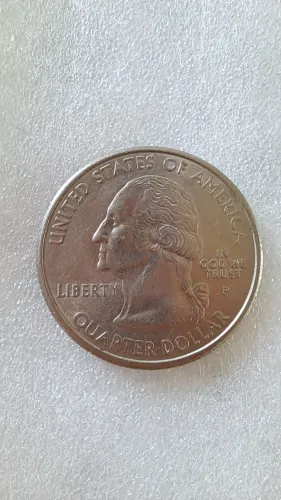 UNITED STATES OF AMERICA
LIBERTY
IN
GOD WE
TRUST
P
QUARTER DOLLAR